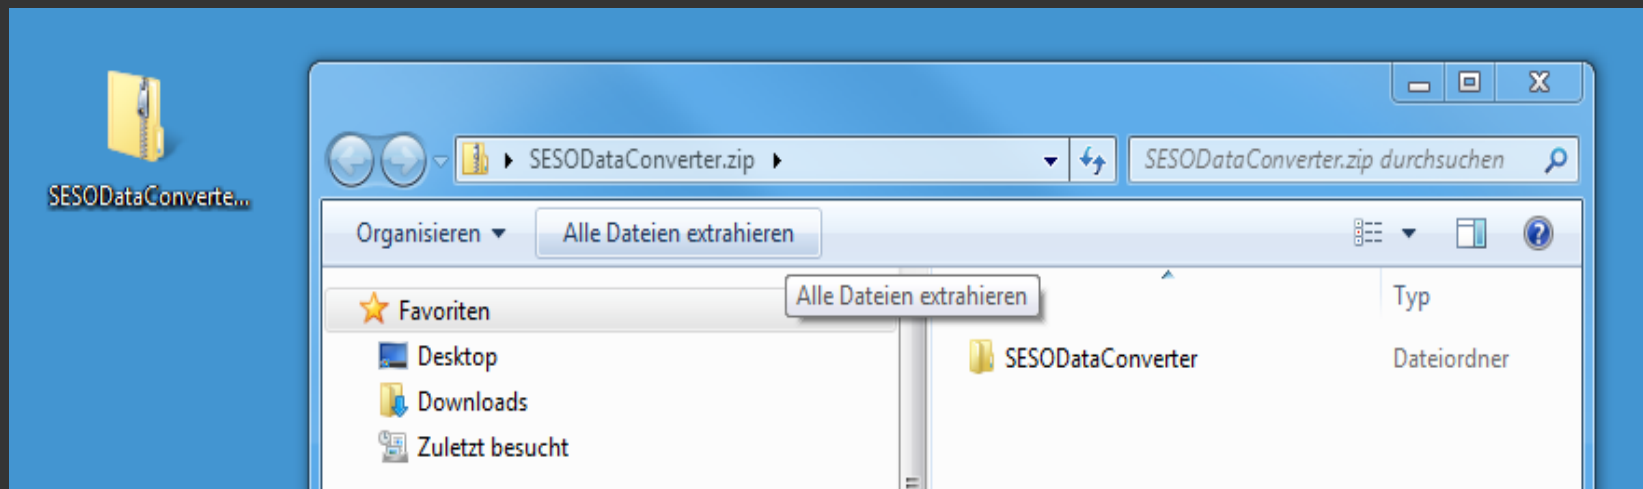 SESODataConverte...
SESODataConverter.zip
SESODataConverter.zip durchsuchen
Organisieren
Alle Dateien extrahieren
Alle Dateien extrahieren
Typ
Favoriten
Desktop
SESODataConverter
Dateiordner
Downloads
Zuletzt besucht